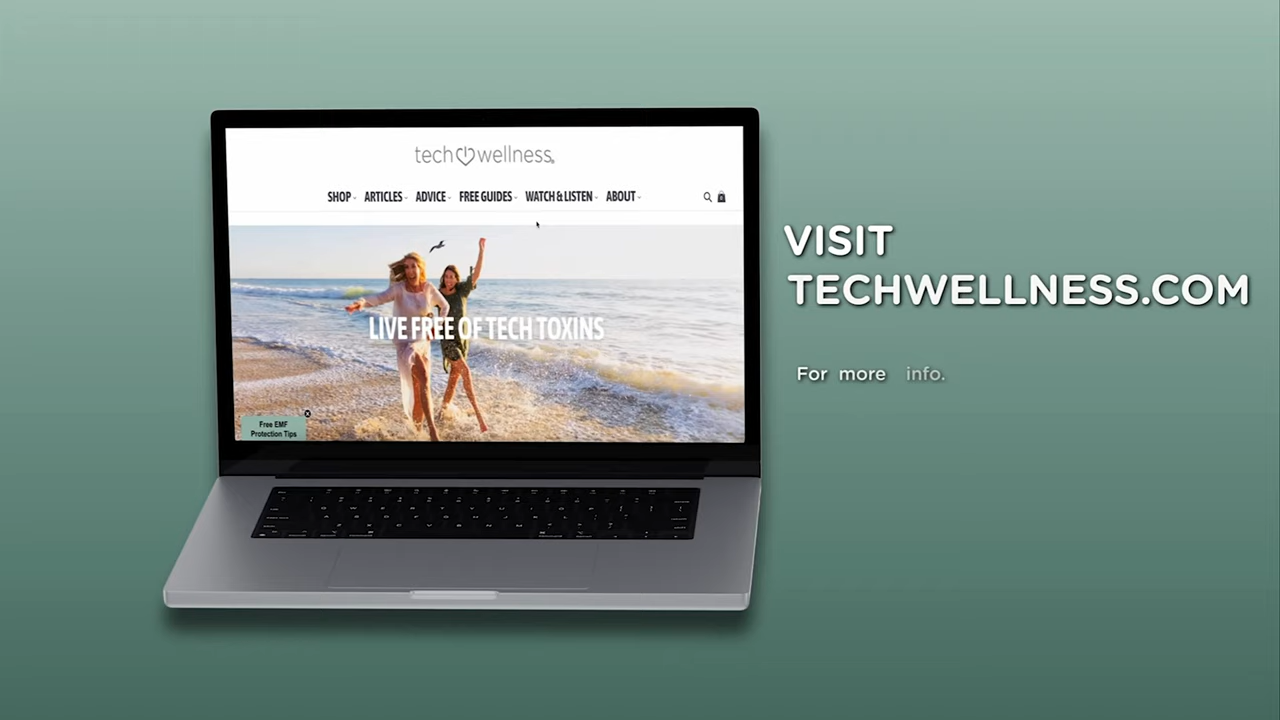 tech wellness
SHOP ARTICLES ADVICE FREE GUIDES WATCH & LISTEN ABOUT
LIVE FREE OF TECH TOXINS
Free EMF
Protection Tips
VISIT
TECHWELLNESS.COM
For more info.